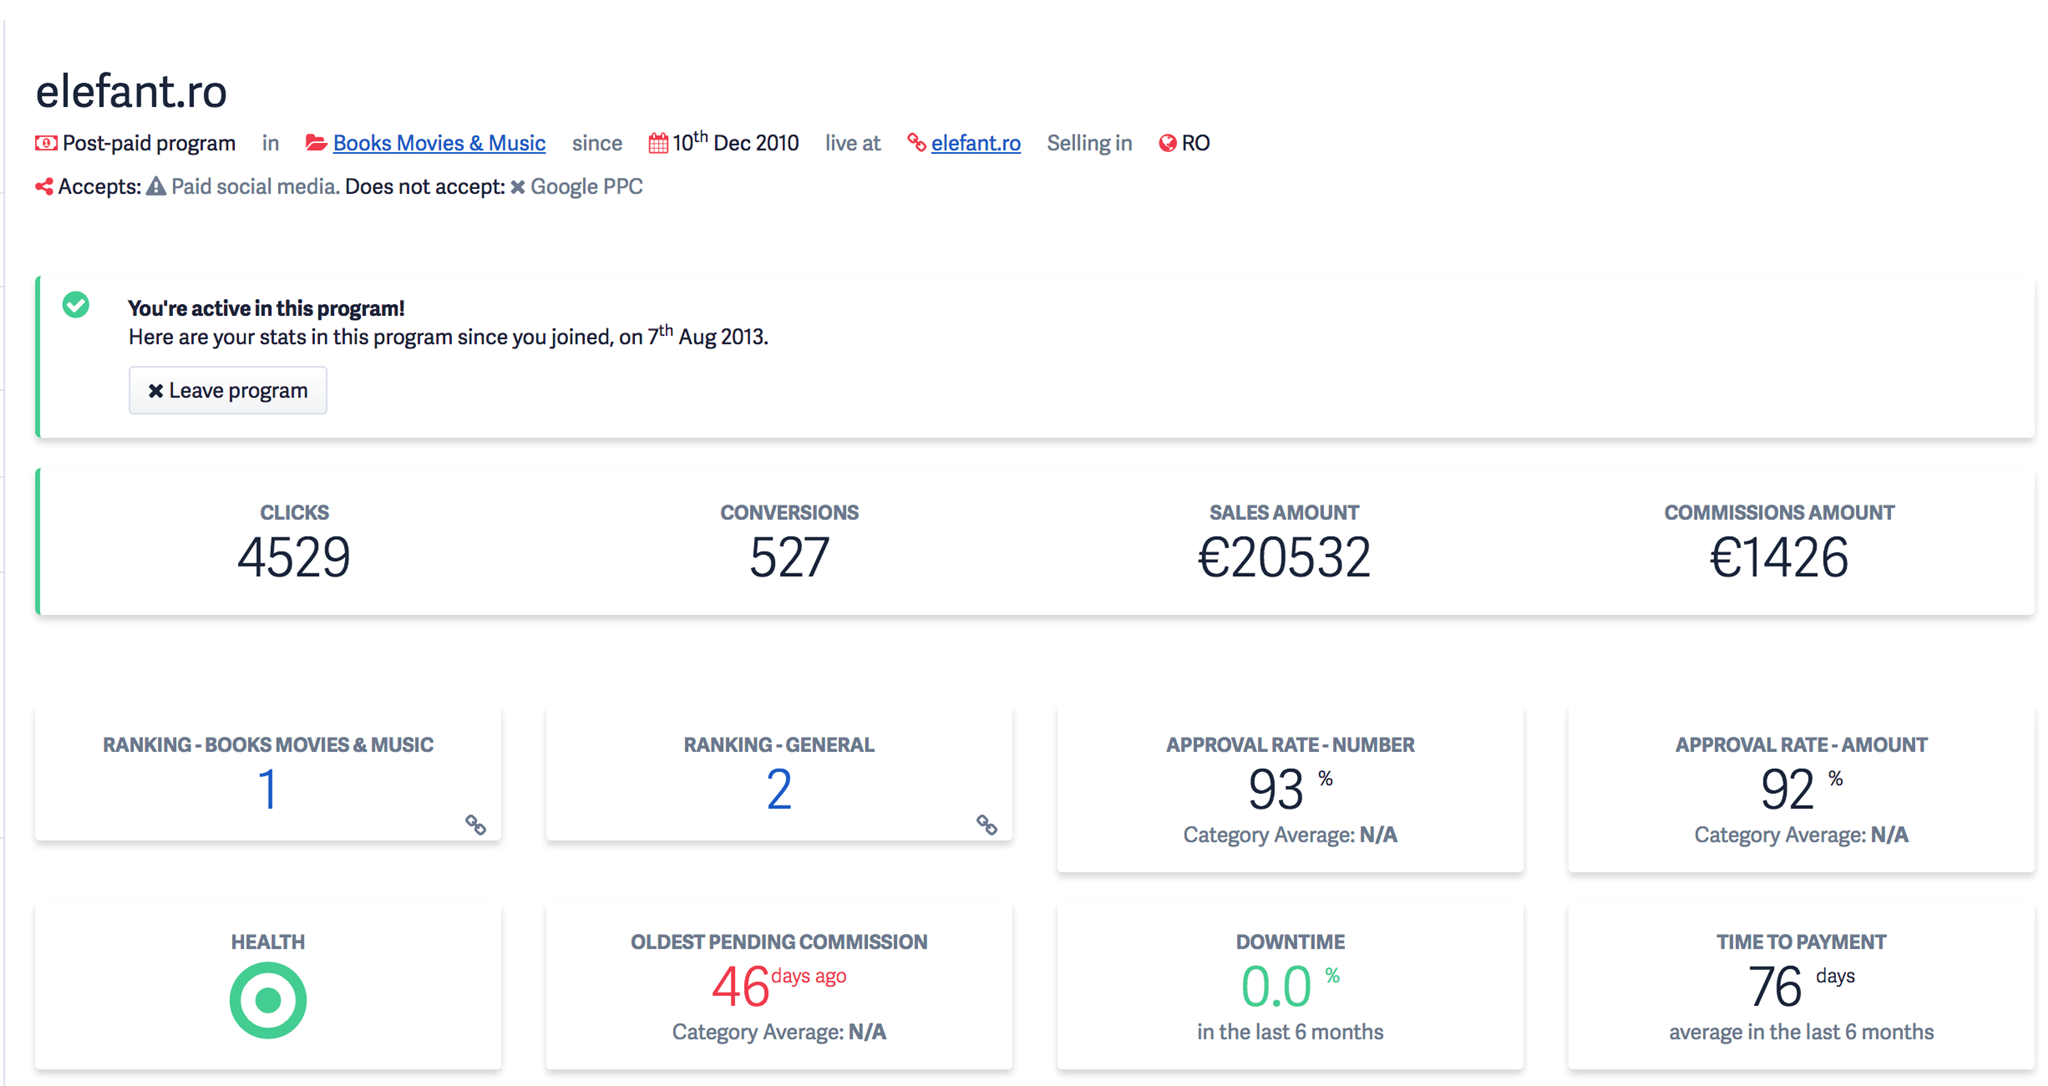 elefant.ro
Post-paid program in Books Movies & Music since 10th Dec 2010 live at elefant.ro Selling in RO
Accepts: Paid social media. Does not accept: Google PPC
You're active in this program!
Here are your stats in this program since you joined, on 7th Aug 2013.
Leave program
CLICKS CONVERSIONS SALES AMOUNT COMMISSIONS AMOUNT
4529 527 €20532 €1426
RANKING - BOOKS MOVIES & MUSIC RANKING - GENERAL APPROVAL RATE - NUMBER APPROVAL RATE - AMOUNT
1 2 93 % 92 %
Category Average: N/A Category Average: N/A
HEALTH OLDEST PENDING COMMISSION DOWNTIME TIME TO PAYMENT
46 days ago 0.0 % 76 days
Category Average: N/A in the last 6 months average in the last 6 months